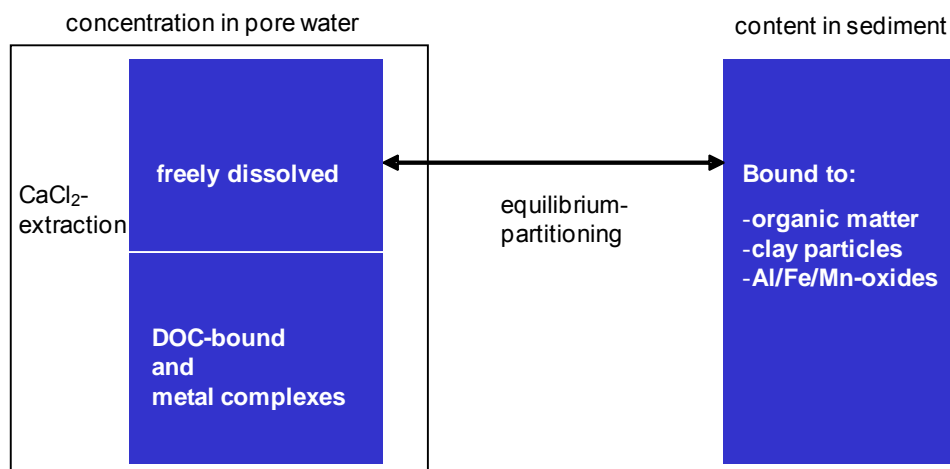 concentration in pore water
content in sediment
CaCl₂-
extraction
freely dissolved
DOC-bound
and
metal complexes
equilibrium-
partitioning
Bound to:
-organic matter
-clay particles
-Al/Fe/Mn-oxides